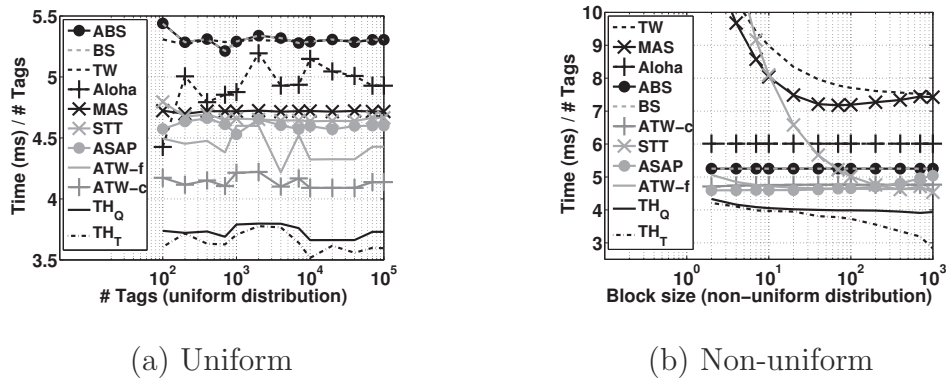 5.5
5
4.5
4
3.5
Time (ms) / # Tags
ABS
BS
TW
Aloha
MAS
STT
ASAP
ATW−f
ATW−c
TH_Q
TH_T
10^2
10^3
10^4
10^5
# Tags (uniform distribution)
(a) Uniform
10
9
8
7
6
5
4
3
Time (ms) / # Tags
TW
MAS
Aloha
ABS
BS
ATW−c
STT
ASAP
ATW−f
TH_Q
TH_T
10^0
10^1
10^2
10^3
Block size (non−uniform distribution)
(b) Non-uniform